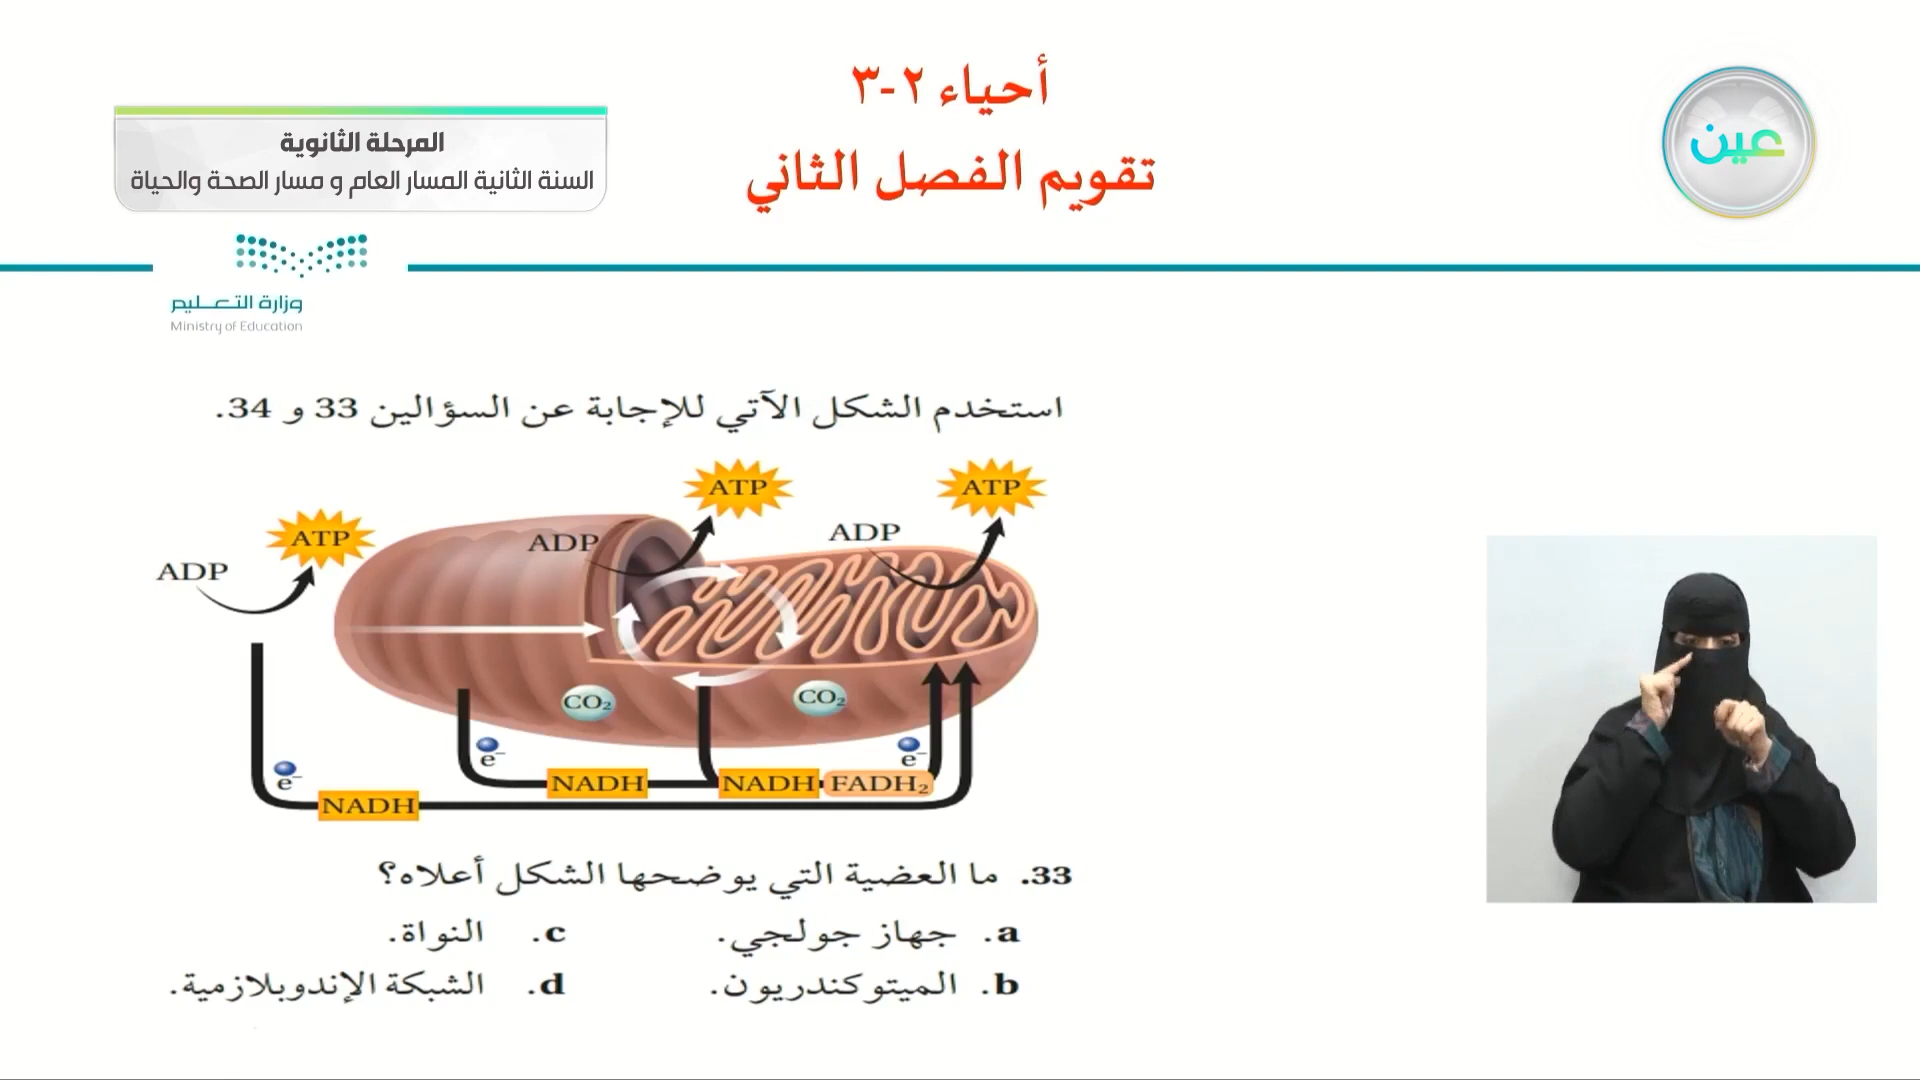 أحياء ٢-٣
تقويم الفصل الثاني
عين
المرحلة الثانوية
السنة الثانية المسار العام و مسار الصحة والحياة
وزارة التعـــليم
Ministry of Education
استخدم الشكل الآتي للإجابة عن السؤالين 33 و 34.
ATP
ATP
ADP
ATP
ADP
ADP
CO₂
CO₂
e⁻
e⁻
e⁻
NADH
NADH
FADH₂
NADH
33. ما العضية التي يوضحها الشكل أعلاه؟
a. جهاز جولجي.
c. النواة.
b. الميتوكندريون.
d. الشبكة الإندوبلازمية.